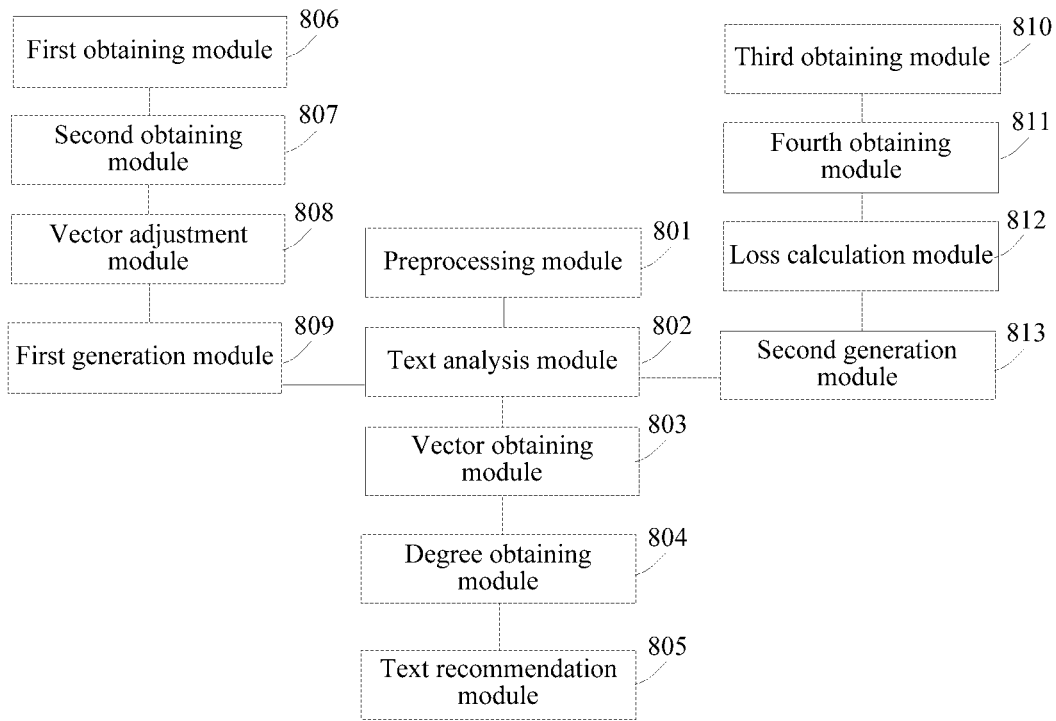 806
First obtaining module
807
Second obtaining
module
808
Vector adjustment
module
809
First generation module
801
Preprocessing module
802
Text analysis module
803
Vector obtaining
module
804
Degree obtaining
module
805
Text recommendation
module
810
Third obtaining module
811
Fourth obtaining
module
812
Loss calculation module
813
Second generation
module